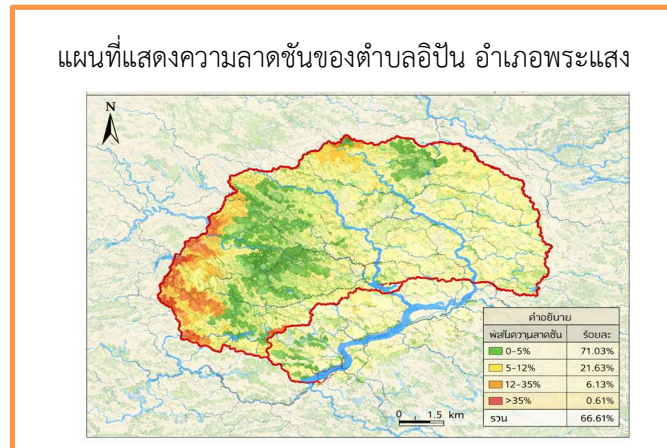 แผนที่แสดงความลาดชันของตำบลอิปัน อำเภอพระแสง
N
คำอธินาย
พ่สันความลาดชัน ร้อยละ
0-5% 71.03%
5-12% 21.63%
12-35% 6.13%
>35% 0.61%
รวน 66.61%
0 1.5 km